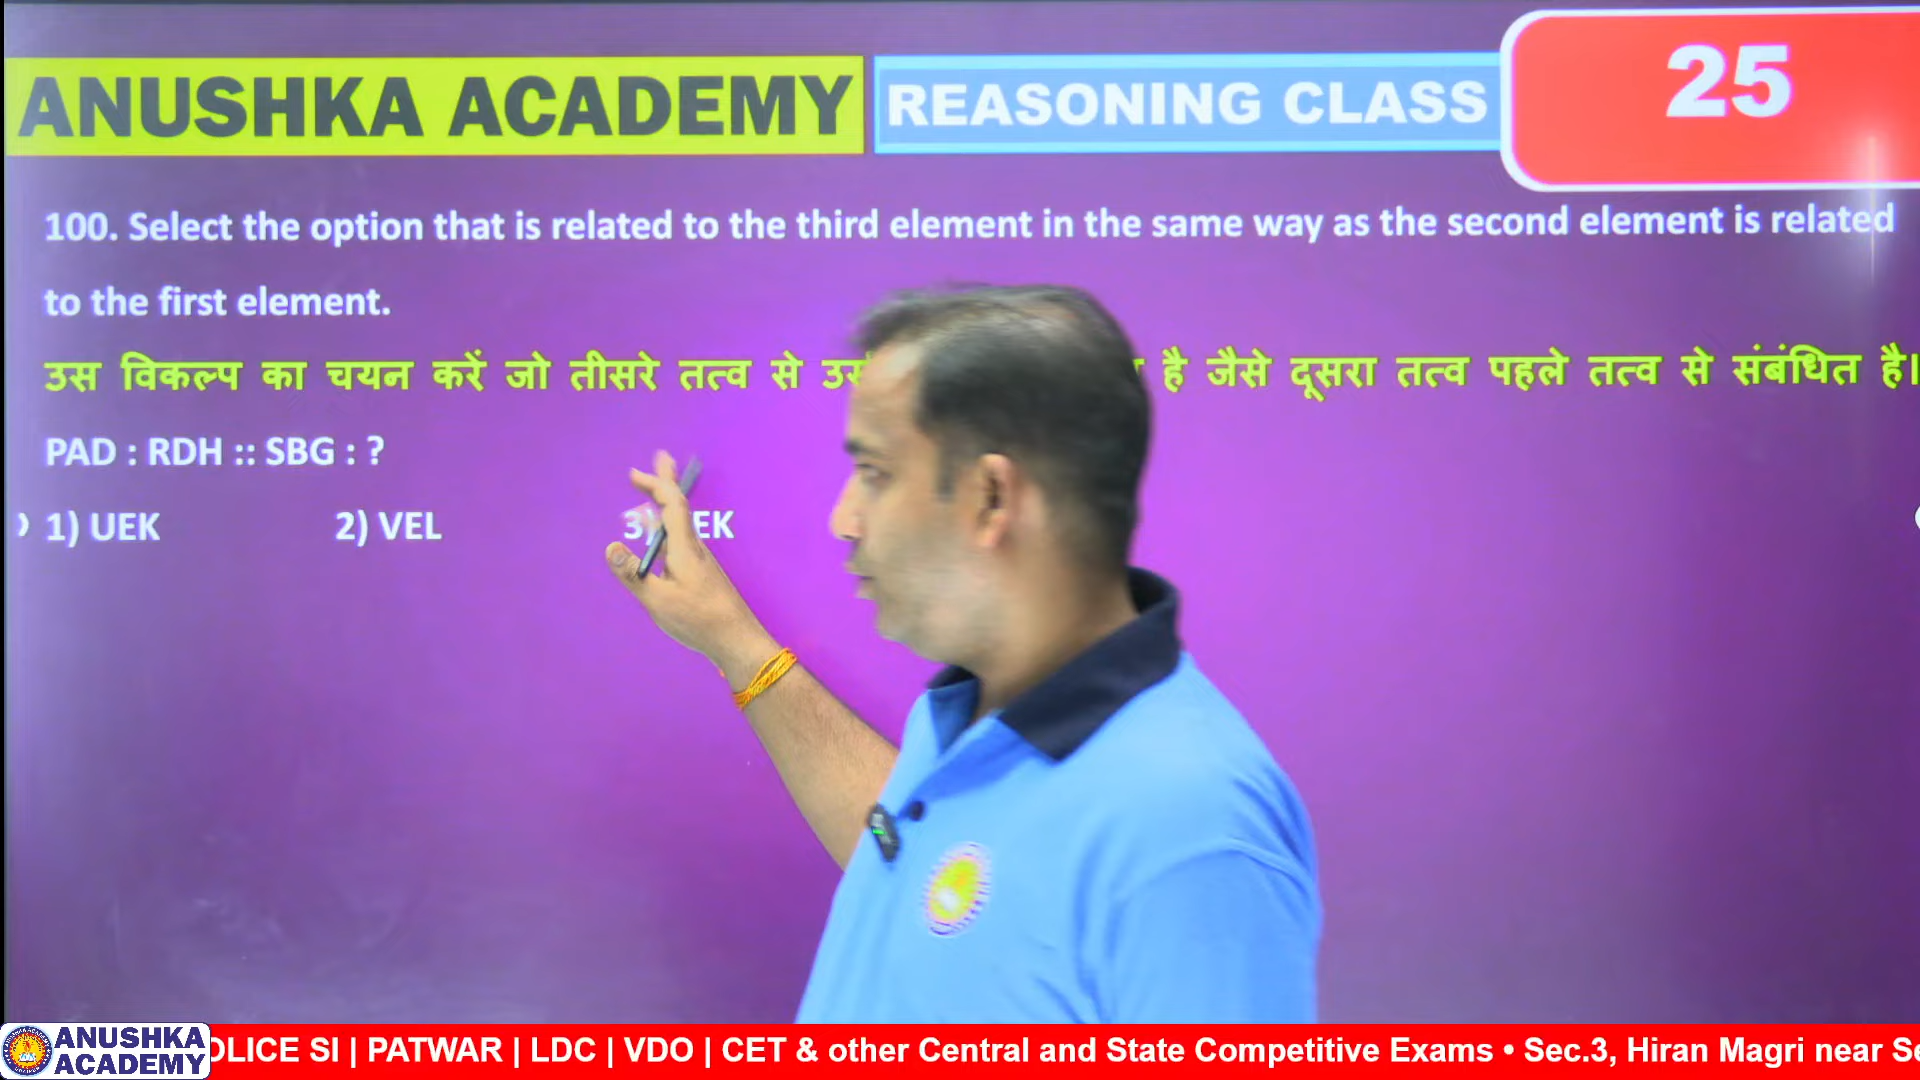 ANUSHKA ACADEMY
REASONING CLASS
25
100. Select the option that is related to the third element in the same way as the second element is related
to the first element.
उस विकल्प का चयन करें जो तीसरे तत्व से है जैसे दूसरा तत्व पहले तत्व से संबंधित है।
PAD : RDH :: SBG : ?
1) UEK 2) VEL 3)
ANUSHKA
ACADEMY
SI | PATWAR | LDC | VDO | CET & other Central and State Competitive Exams • Sec.3, Hiran Magri near